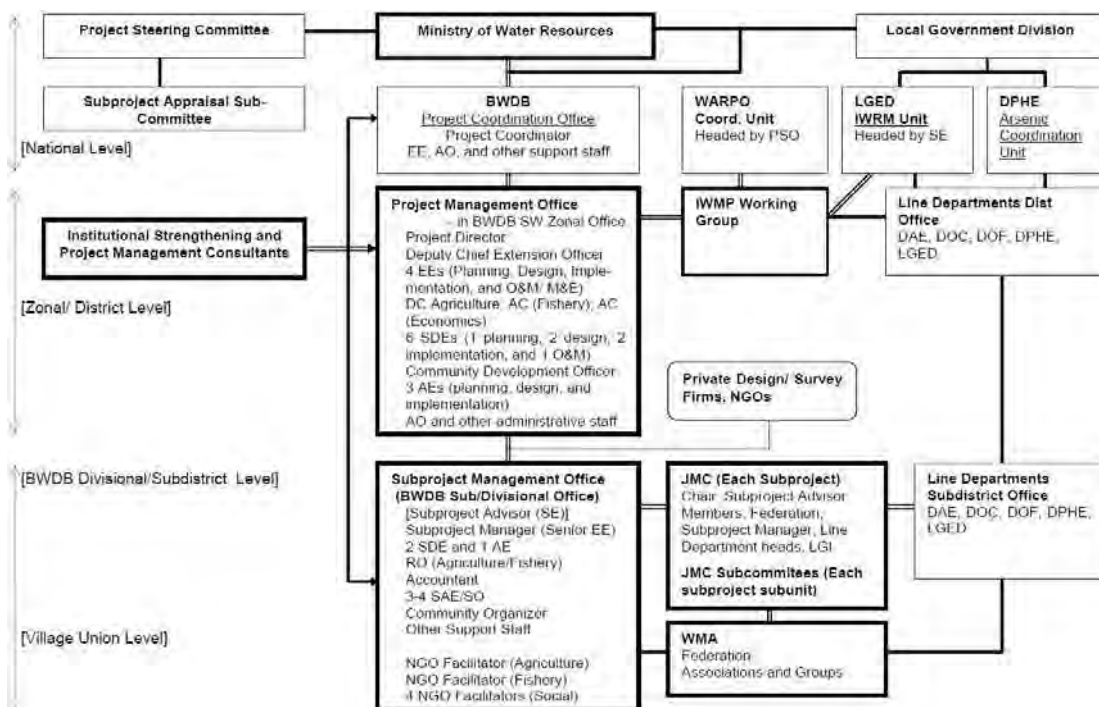 Project Steering Committee
Ministry of Water Resources
Local Government Division
Subproject Appraisal Sub-
Committee
BWDB
Project Coordination Office
Project Coordinator
EE, AO, and other support staff
WARPO
Coord. Unit
Headed by PSO
LGED
IWRM Unit
Headed by SE
DPHE
Arsenic
Coordination
Unit
[National Level]
Institutional Strengthening and
Project Management Consultants
Project Management Office
– in BWDB SW Zonal Office
Project Director
Deputy Chief Extension Officer
4 EEs (Planning, Design, Imple-
mentation, and O&M/ M&E)
DC Agriculture, AC (Fishery), AC
(Economics)
6 SDEs (1 planning, 2 design, 2
implementation, and 1 O&M)
Community Development Officer
3 AEs (planning, design, and
implementation)
AO and other administrative staff
IWMP Working
Group
Line Departments Dist
Office
DAE, DOC, DOF, DPHE,
LGED
[Zonal/ District Level]
Private Design/ Survey
Firms, NGOs
[BWDB Divisional/Subdistrict Level]
Subproject Management Office
(BWDB Sub/Divisional Office)
[Subproject Advisor (SE)]
Subproject Manager (Senior EE)
2 SDE and 1 AE
RO (Agriculture/Fishery)
Accountant
3-4 SAE/SO
Community Organizer
Other Support Staff
NGO Facilitator (Agriculture)
NGO Facilitator (Fishery)
4 NGO Facilitators (Social)
JMC (Each Subproject)
Chair Subproject Advisor
Members, Federation,
Subproject Manager, Line
Department heads, LGI
JMC Subcommitees (Each
subproject subunit)
Line Departments
Subdistrict Office
DAE, DOC, DOF, DPHE,
LGED
[Village Union Level]
WMA
Federation
Associations and Groups